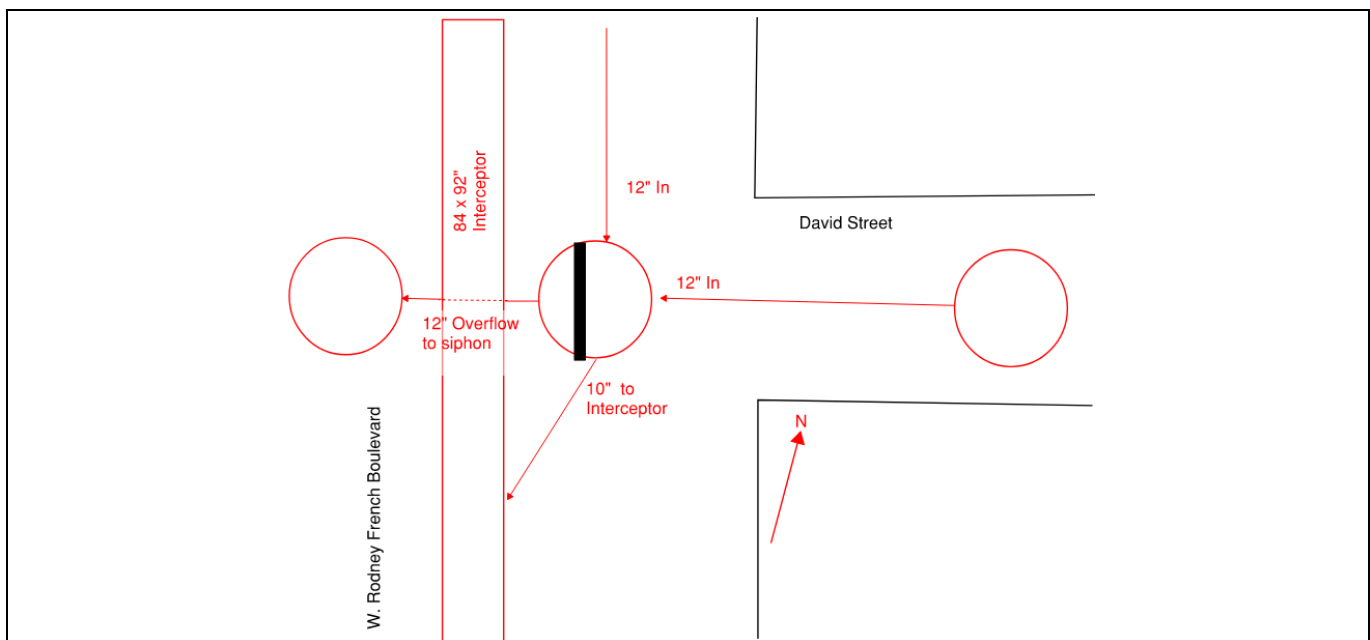 84 x 92"
Interceptor
12" In
David Street
12" In
12" Overflow
to siphon
10" to
Interceptor
W. Rodney French Boulevard
N